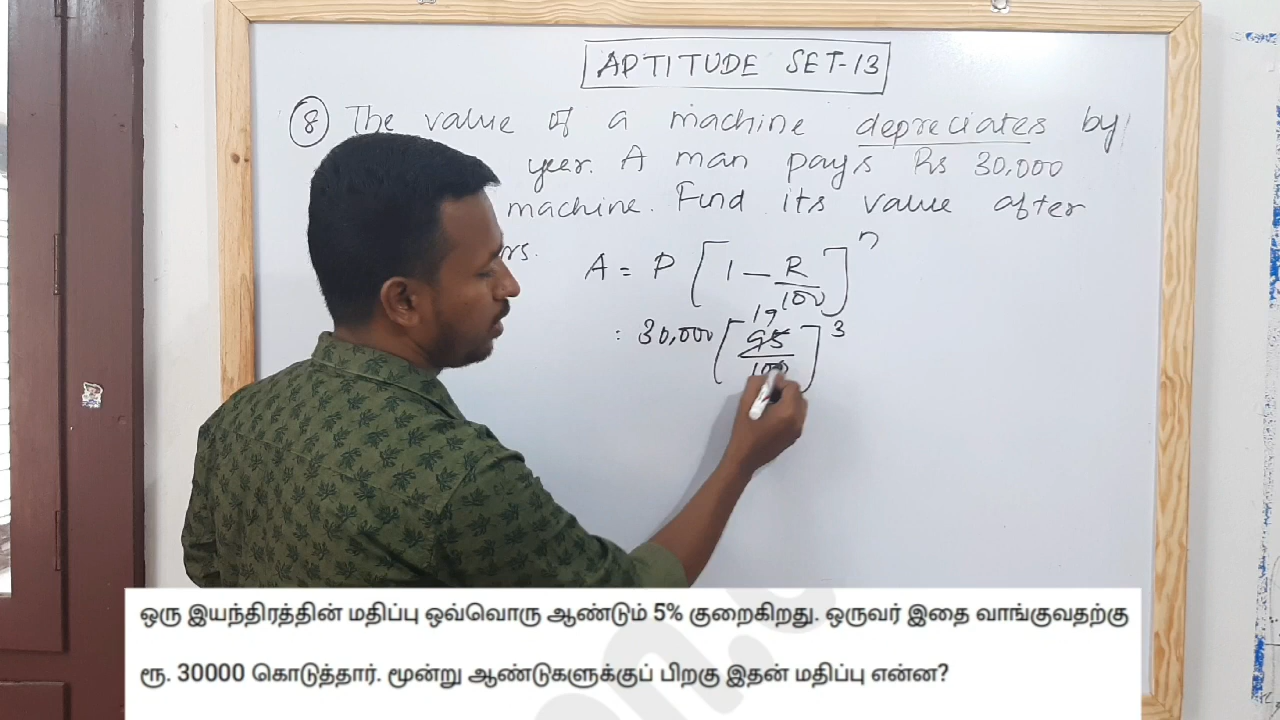 APTITUDE SET-13
8 The value of a machine depreciates by
year. A man pays Rs 30,000
machine. Find its value after
rs.
A = P [1 - R/100]^n
: 30,000 [95/100]^3
19
ஒரு இயந்திரத்தின் மதிப்பு ஒவ்வொரு ஆண்டும் 5% குறைகிறது. ஒருவர் இதை வாங்குவதற்கு
ரூ. 30000 கொடுத்தார். மூன்று ஆண்டுகளுக்குப் பிறகு இதன் மதிப்பு என்ன?